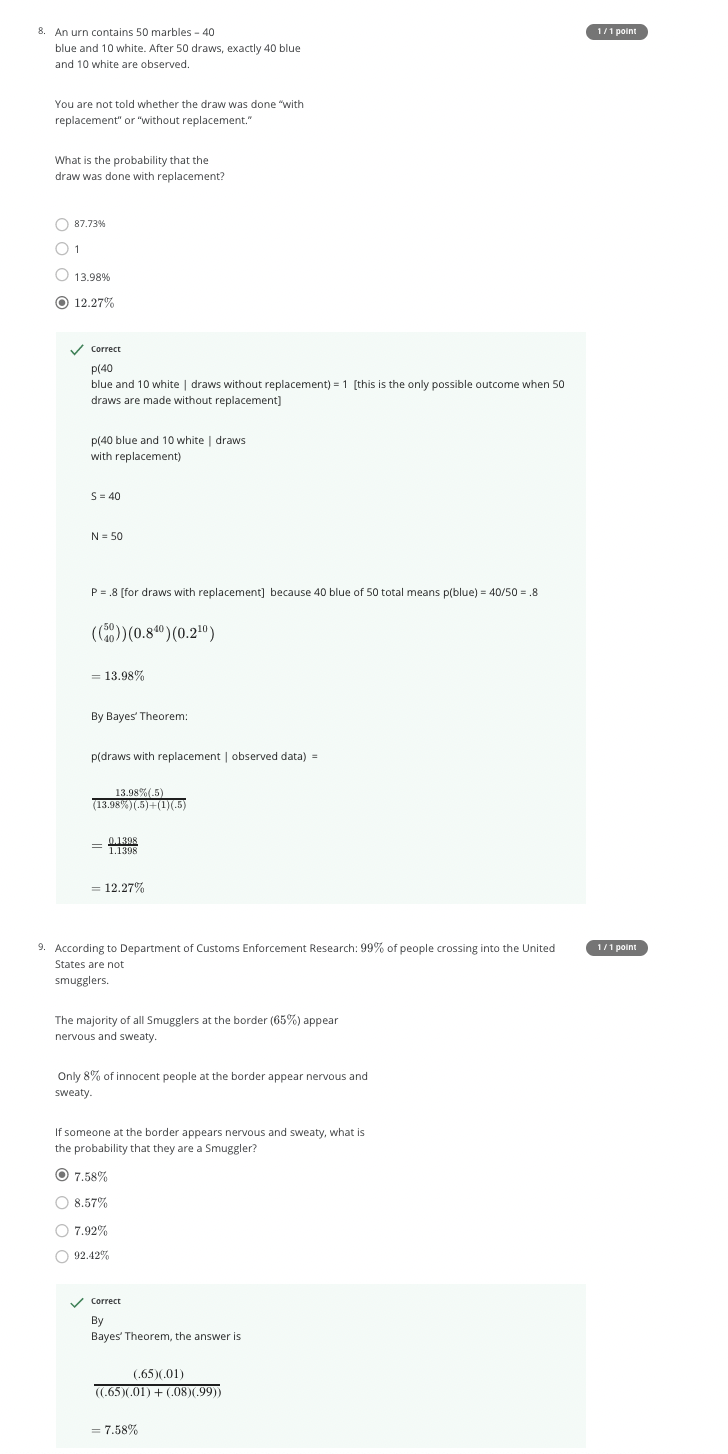 8. An urn contains 50 marbles – 40
1 / 1 point
blue and 10 white. After 50 draws, exactly 40 blue
and 10 white are observed.
You are not told whether the draw was done “with
replacement” or “without replacement.”
What is the probability that the
draw was done with replacement?
87.73%
1
13.98%
12.27%
Correct
p(40
blue and 10 white | draws without replacement) = 1 [this is the only possible outcome when 50
draws are made without replacement]
p(40 blue and 10 white | draws
with replacement)
S = 40
N = 50
P = .8 [for draws with replacement] because 40 blue of 50 total means p(blue) = 40/50 = .8
((50 40))(0.8^40)(0.2^10)
= 13.98%
By Bayes’ Theorem:
p(draws with replacement | observed data) =
13.98%(.5)
(13.98%)(.5)+(1)(.5)
= 0.1398
1.1398
= 12.27%
9. According to Department of Customs Enforcement Research: 99% of people crossing into the United
1 / 1 point
States are not
smugglers.
The majority of all Smugglers at the border (65%) appear
nervous and sweaty.
Only 8% of innocent people at the border appear nervous and
sweaty.
If someone at the border appears nervous and sweaty, what is
the probability that they are a Smuggler?
7.58%
8.57%
7.92%
92.42%
Correct
By
Bayes’ Theorem, the answer is
(.65)(.01)
((.65)(.01) + (.08)(.99))
= 7.58%